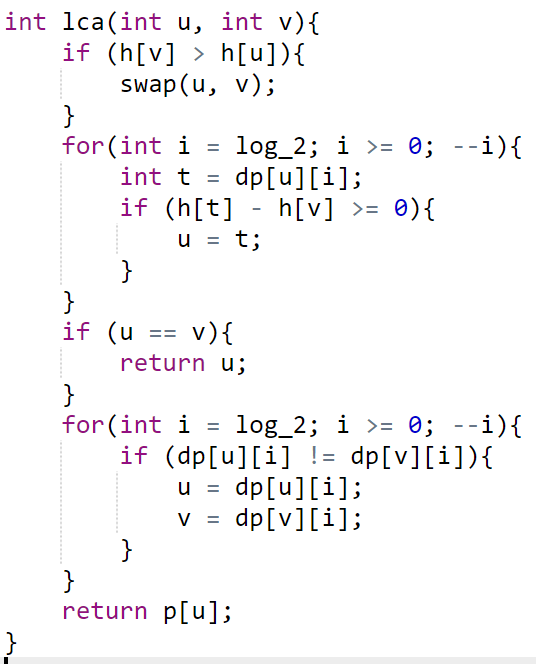 int lca(int u, int v){
    if (h[v] > h[u]){
        swap(u, v);
    }
    for(int i = log_2; i >= 0; --i){
        int t = dp[u][i];
        if (h[t] - h[v] >= 0){
            u = t;
        }
    }
    if (u == v){
        return u;
    }
    for(int i = log_2; i >= 0; --i){
        if (dp[u][i] != dp[v][i]){
            u = dp[u][i];
            v = dp[v][i];
        }
    }
    return p[u];
}